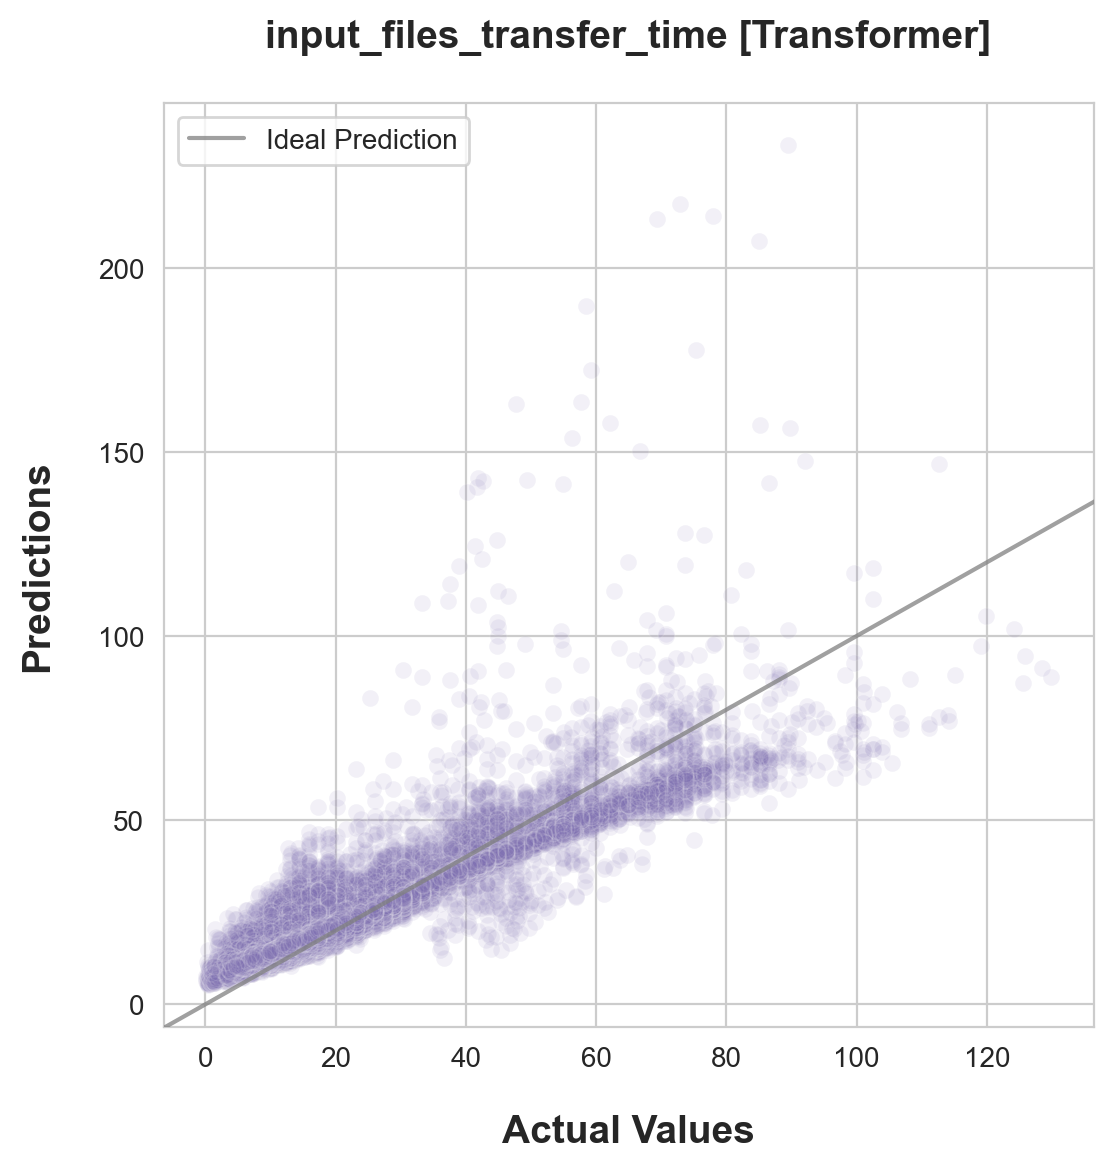 input_files_transfer_time [Transformer]
Ideal Prediction
200
150
100
50
0
Predictions
0 20 40 60 80 100 120
Actual Values